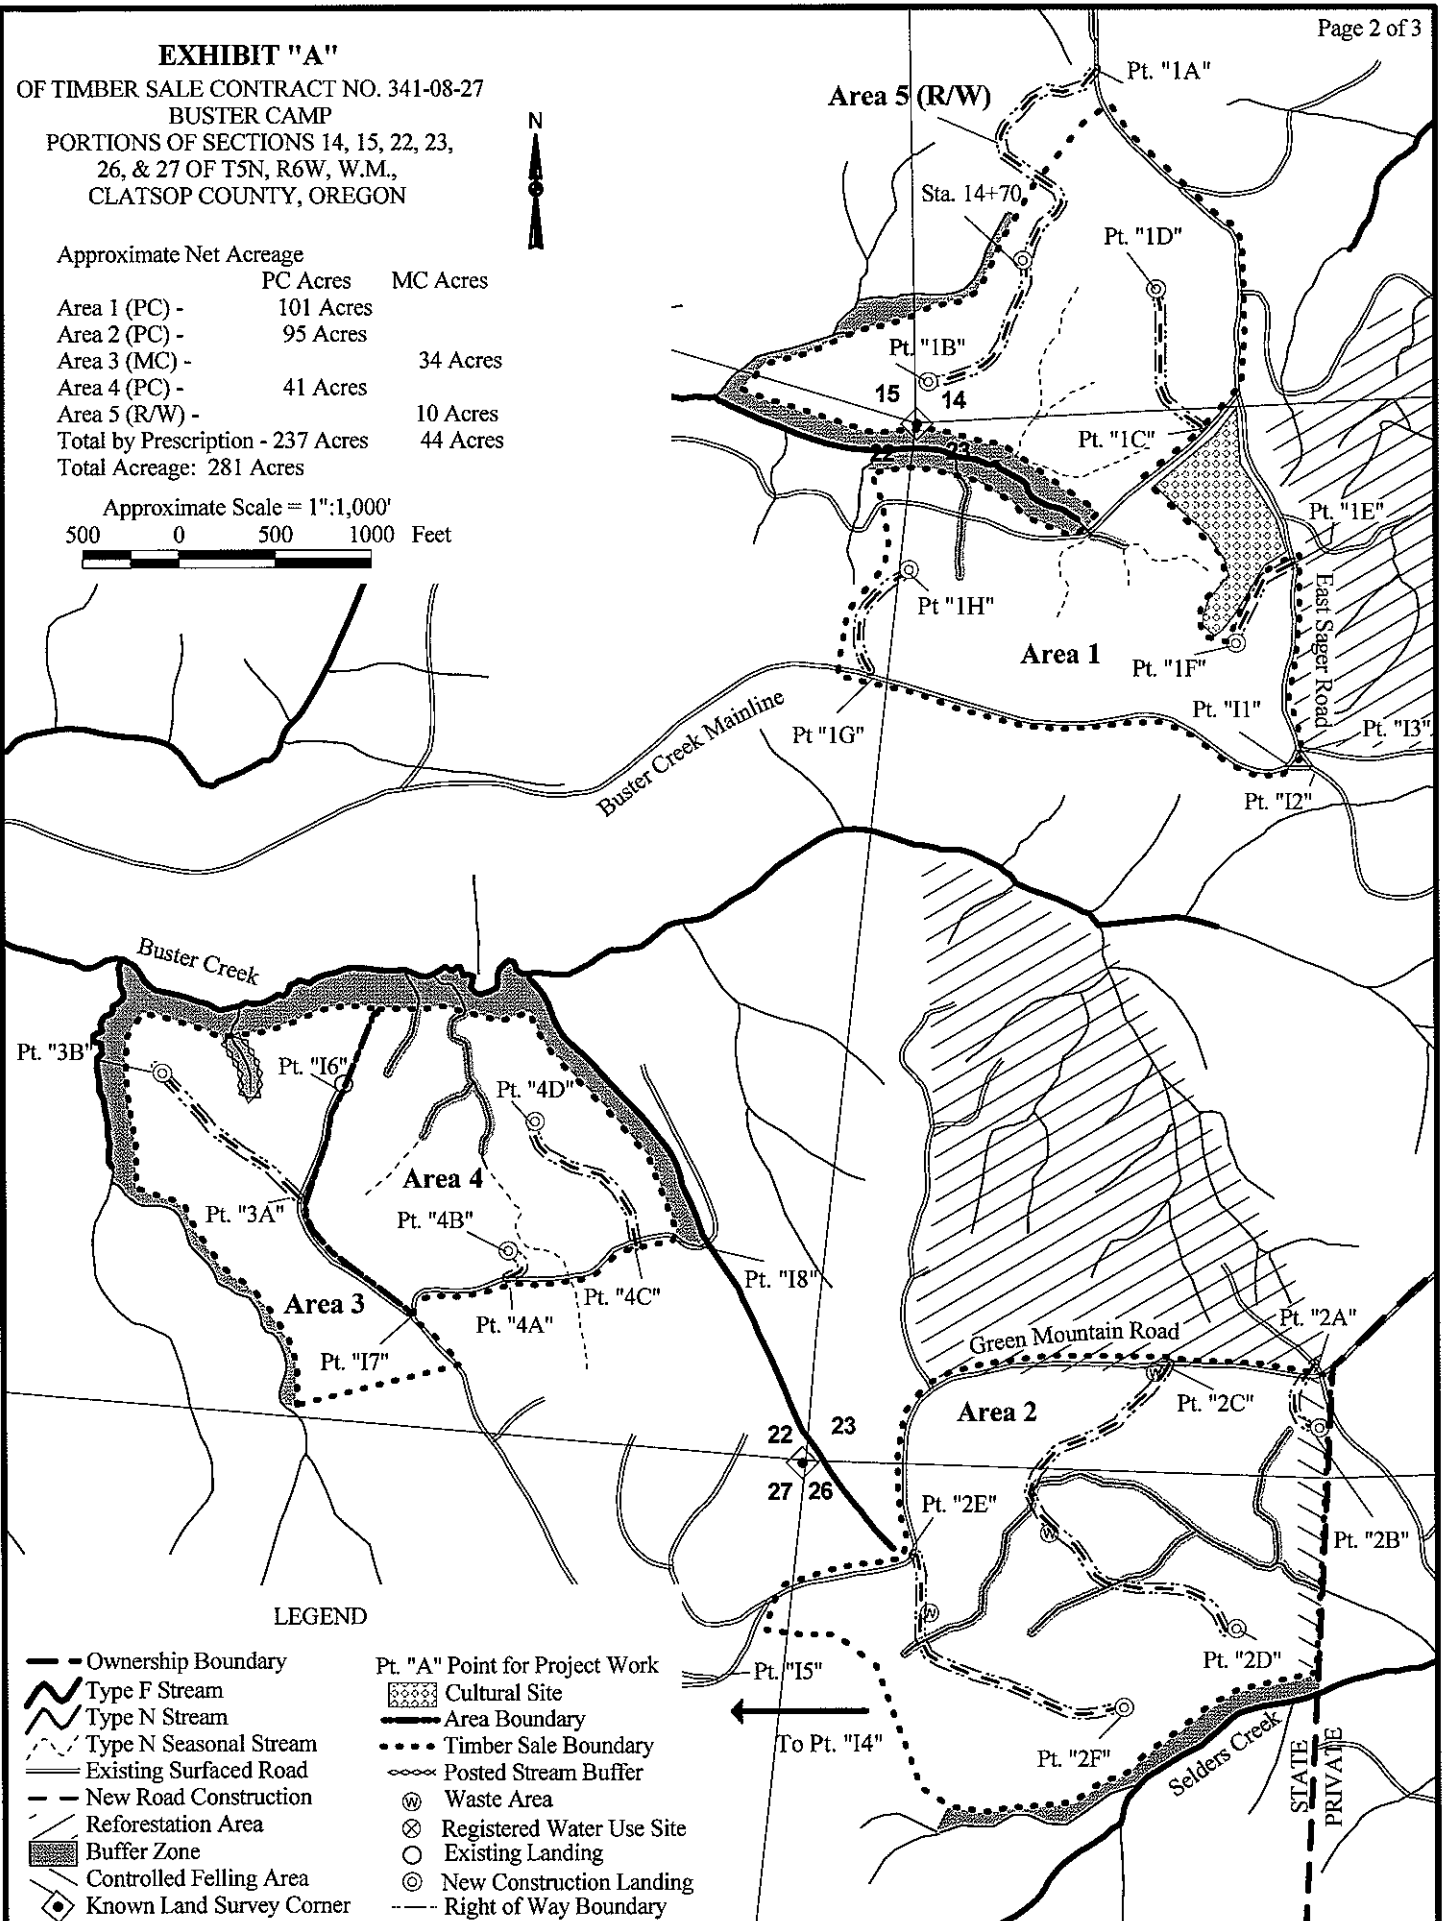 Page 2 of 3
EXHIBIT "A"
OF TIMBER SALE CONTRACT NO. 341-08-27
BUSTER CAMP
PORTIONS OF SECTIONS 14, 15, 22, 23,
26, & 27 OF T5N, R6W, W.M.,
CLATSOP COUNTY, OREGON
N
Approximate Net Acreage
PC Acres MC Acres
Area 1 (PC) - 101 Acres
Area 2 (PC) - 95 Acres
Area 3 (MC) - 34 Acres
Area 4 (PC) - 41 Acres
Area 5 (R/W) - 10 Acres
Total by Prescription - 237 Acres 44 Acres
Total Acreage: 281 Acres
Approximate Scale = 1":1,000'
500 0 500 1000 Feet
Pt. "1A"
Area 5 (R/W)
Sta. 14+70
Pt. "1D"
Pt. "1B"
15 14
22 23
Pt. "1C"
Pt. "1E"
Pt "1H"
East Sager Road
Area 1
Pt. "1F"
Pt. "I1"
Pt. "I3"
Pt "1G"
Buster Creek Mainline
Pt. "I2"
Buster Creek
Pt. "3B"
Pt. "I6"
Pt. "4D"
Area 4
Pt. "3A"
Pt. "4B"
Pt. "I8"
Area 3
Pt. "4C"
Pt. "4A"
Pt. "I7"
Green Mountain Road
Pt. "2A"
Pt. "2C"
Area 2
22 23
27 26
W
Pt. "2E"
W
Pt. "2B"
W
Pt. "2D"
Pt. "I5"
To Pt. "I4"
Pt. "2F"
Selders Creek
STATE
PRIVATE
LEGEND
Ownership Boundary
Type F Stream
Type N Stream
Type N Seasonal Stream
Existing Surfaced Road
New Road Construction
Reforestation Area
Buffer Zone
Controlled Felling Area
Known Land Survey Corner
Pt. "A" Point for Project Work
Cultural Site
Area Boundary
Timber Sale Boundary
Posted Stream Buffer
W Waste Area
Registered Water Use Site
Existing Landing
New Construction Landing
Right of Way Boundary